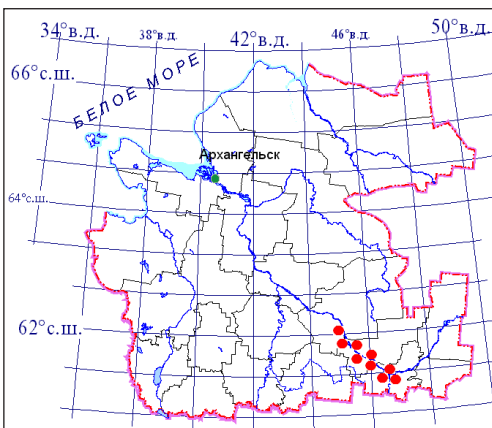 34°в.д.
38°в.д.
42°в.д.
46°в.д.
50°в.д.
66°с.ш.
БЕЛОЕ МОРЕ
Архангельск
64°с.ш.
62°с.ш.